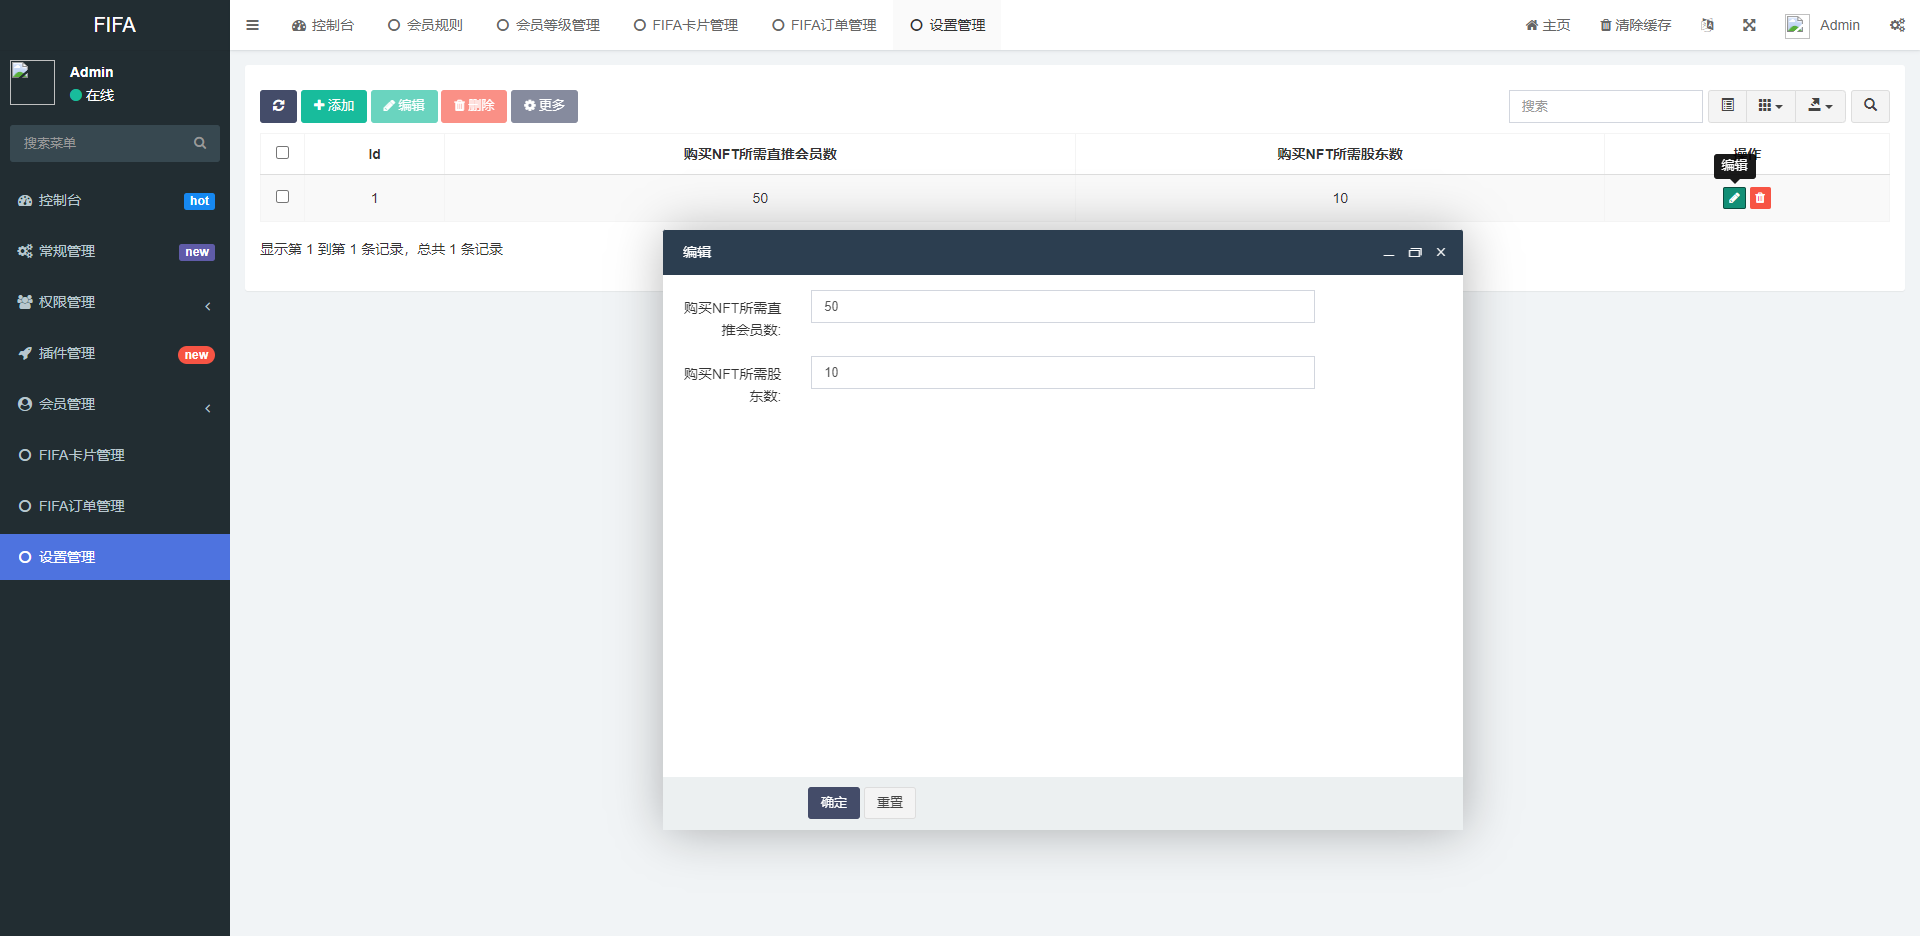 FIFA
控制台
会员规则
会员等级管理
FIFA卡片管理
FIFA订单管理
设置管理
主页
清除缓存
Admin
Admin
在线
搜索菜单
控制台 hot
常规管理 new
权限管理
插件管理 new
会员管理
FIFA卡片管理
FIFA订单管理
设置管理
添加
编辑
删除
更多
搜索
Id
购买NFT所需直推会员数
购买NFT所需股东数
操作
编辑
1
50
10
显示第 1 到第 1 条记录，总共 1 条记录
编辑
购买NFT所需直
推会员数:
50
购买NFT所需股
东数:
10
确定
重置